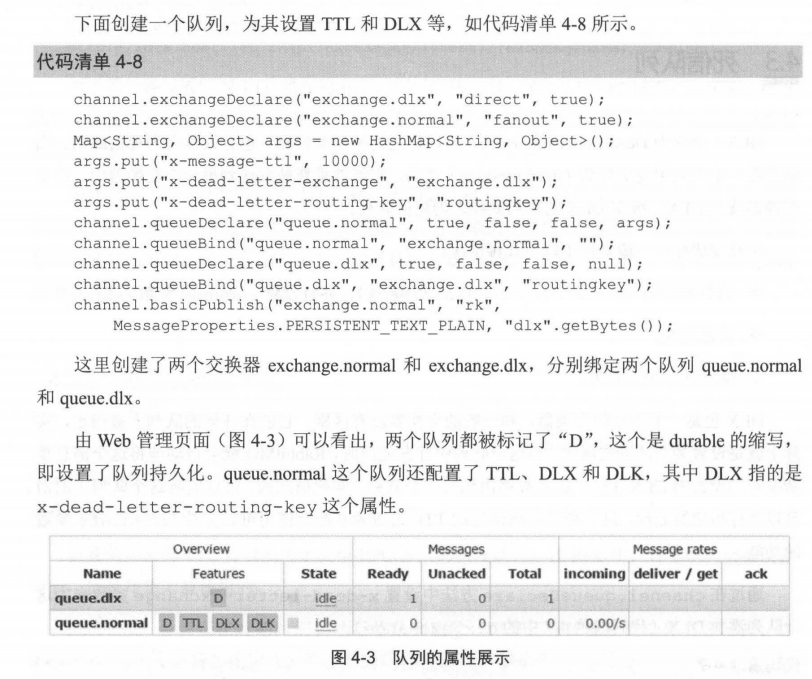 下面创建一个队列，为其设置 TTL 和 DLX 等，如代码清单 4-8 所示。
代码清单 4-8
channel.exchangeDeclare("exchange.dlx", "direct", true);
channel.exchangeDeclare("exchange.normal", "fanout", true);
Map<String, Object> args = new HashMap<String, Object>();
args.put("x-message-ttl", 10000);
args.put("x-dead-letter-exchange", "exchange.dlx");
args.put("x-dead-letter-routing-key", "routingkey");
channel.queueDeclare("queue.normal", true, false, false, args);
channel.queueBind("queue.normal", "exchange.normal", "");
channel.queueDeclare("queue.dlx", true, false, false, null);
channel.queueBind("queue.dlx", "exchange.dlx", "routingkey");
channel.basicPublish("exchange.normal", "rk",
MessageProperties.PERSISTENT_TEXT_PLAIN, "dlx".getBytes());
这里创建了两个交换器 exchange.normal 和 exchange.dlx，分别绑定两个队列 queue.normal
和 queue.dlx。
由 Web 管理页面（图 4-3）可以看出，两个队列都被标记了“D”，这个是 durable 的缩写，
即设置了队列持久化。queue.normal 这个队列还配置了 TTL、DLX 和 DLK，其中 DLX 指的是
x-dead-letter-routing-key 这个属性。
Overview Messages Message rates
Name Features State Ready Unacked Total incoming deliver / get ack
queue.dlx D idle 1 0 1
queue.normal D TTL DLX DLK idle 0 0 0 0.00/s
图 4-3 队列的属性展示